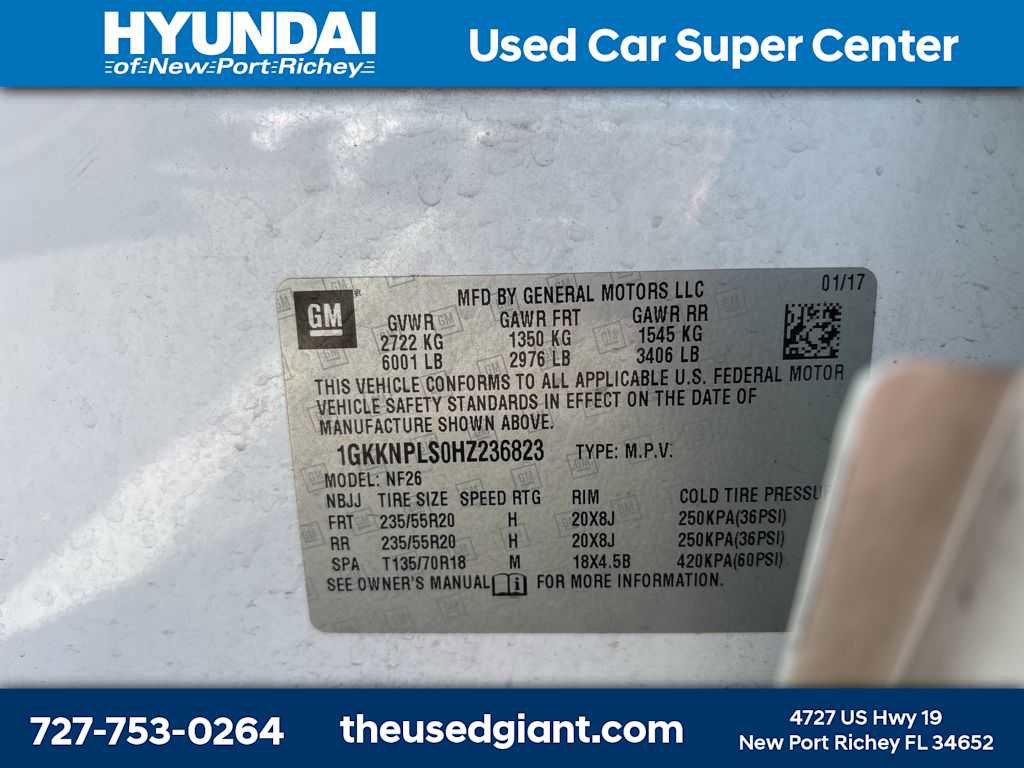 HYUNDAI
of New Port Richey
Used Car Super Center
GM
MFD BY GENERAL MOTORS LLC
01/17
GVWR GAWR FRT GAWR RR
2722 KG 1350 KG 1545 KG
6001 LB 2976 LB 3406 LB
THIS VEHICLE CONFORMS TO ALL APPLICABLE U.S. FEDERAL MOTOR
VEHICLE SAFETY STANDARDS IN EFFECT ON THE DATE OF
MANUFACTURE SHOWN ABOVE.
1GKKNPLS0HZ236823 TYPE: M.P.V.
MODEL: NF26
NBJJ TIRE SIZE SPEED RTG RIM COLD TIRE PRESSU
FRT 235/55R20 H 20X8J 250KPA(36PSI)
RR 235/55R20 H 20X8J 250KPA(36PSI)
SPA T135/70R18 M 18X4.5B 420KPA(60PSI)
SEE OWNER'S MANUAL FOR MORE INFORMATION.
727-753-0264
theusedgiant.com
4727 US Hwy 19
New Port Richey FL 34652